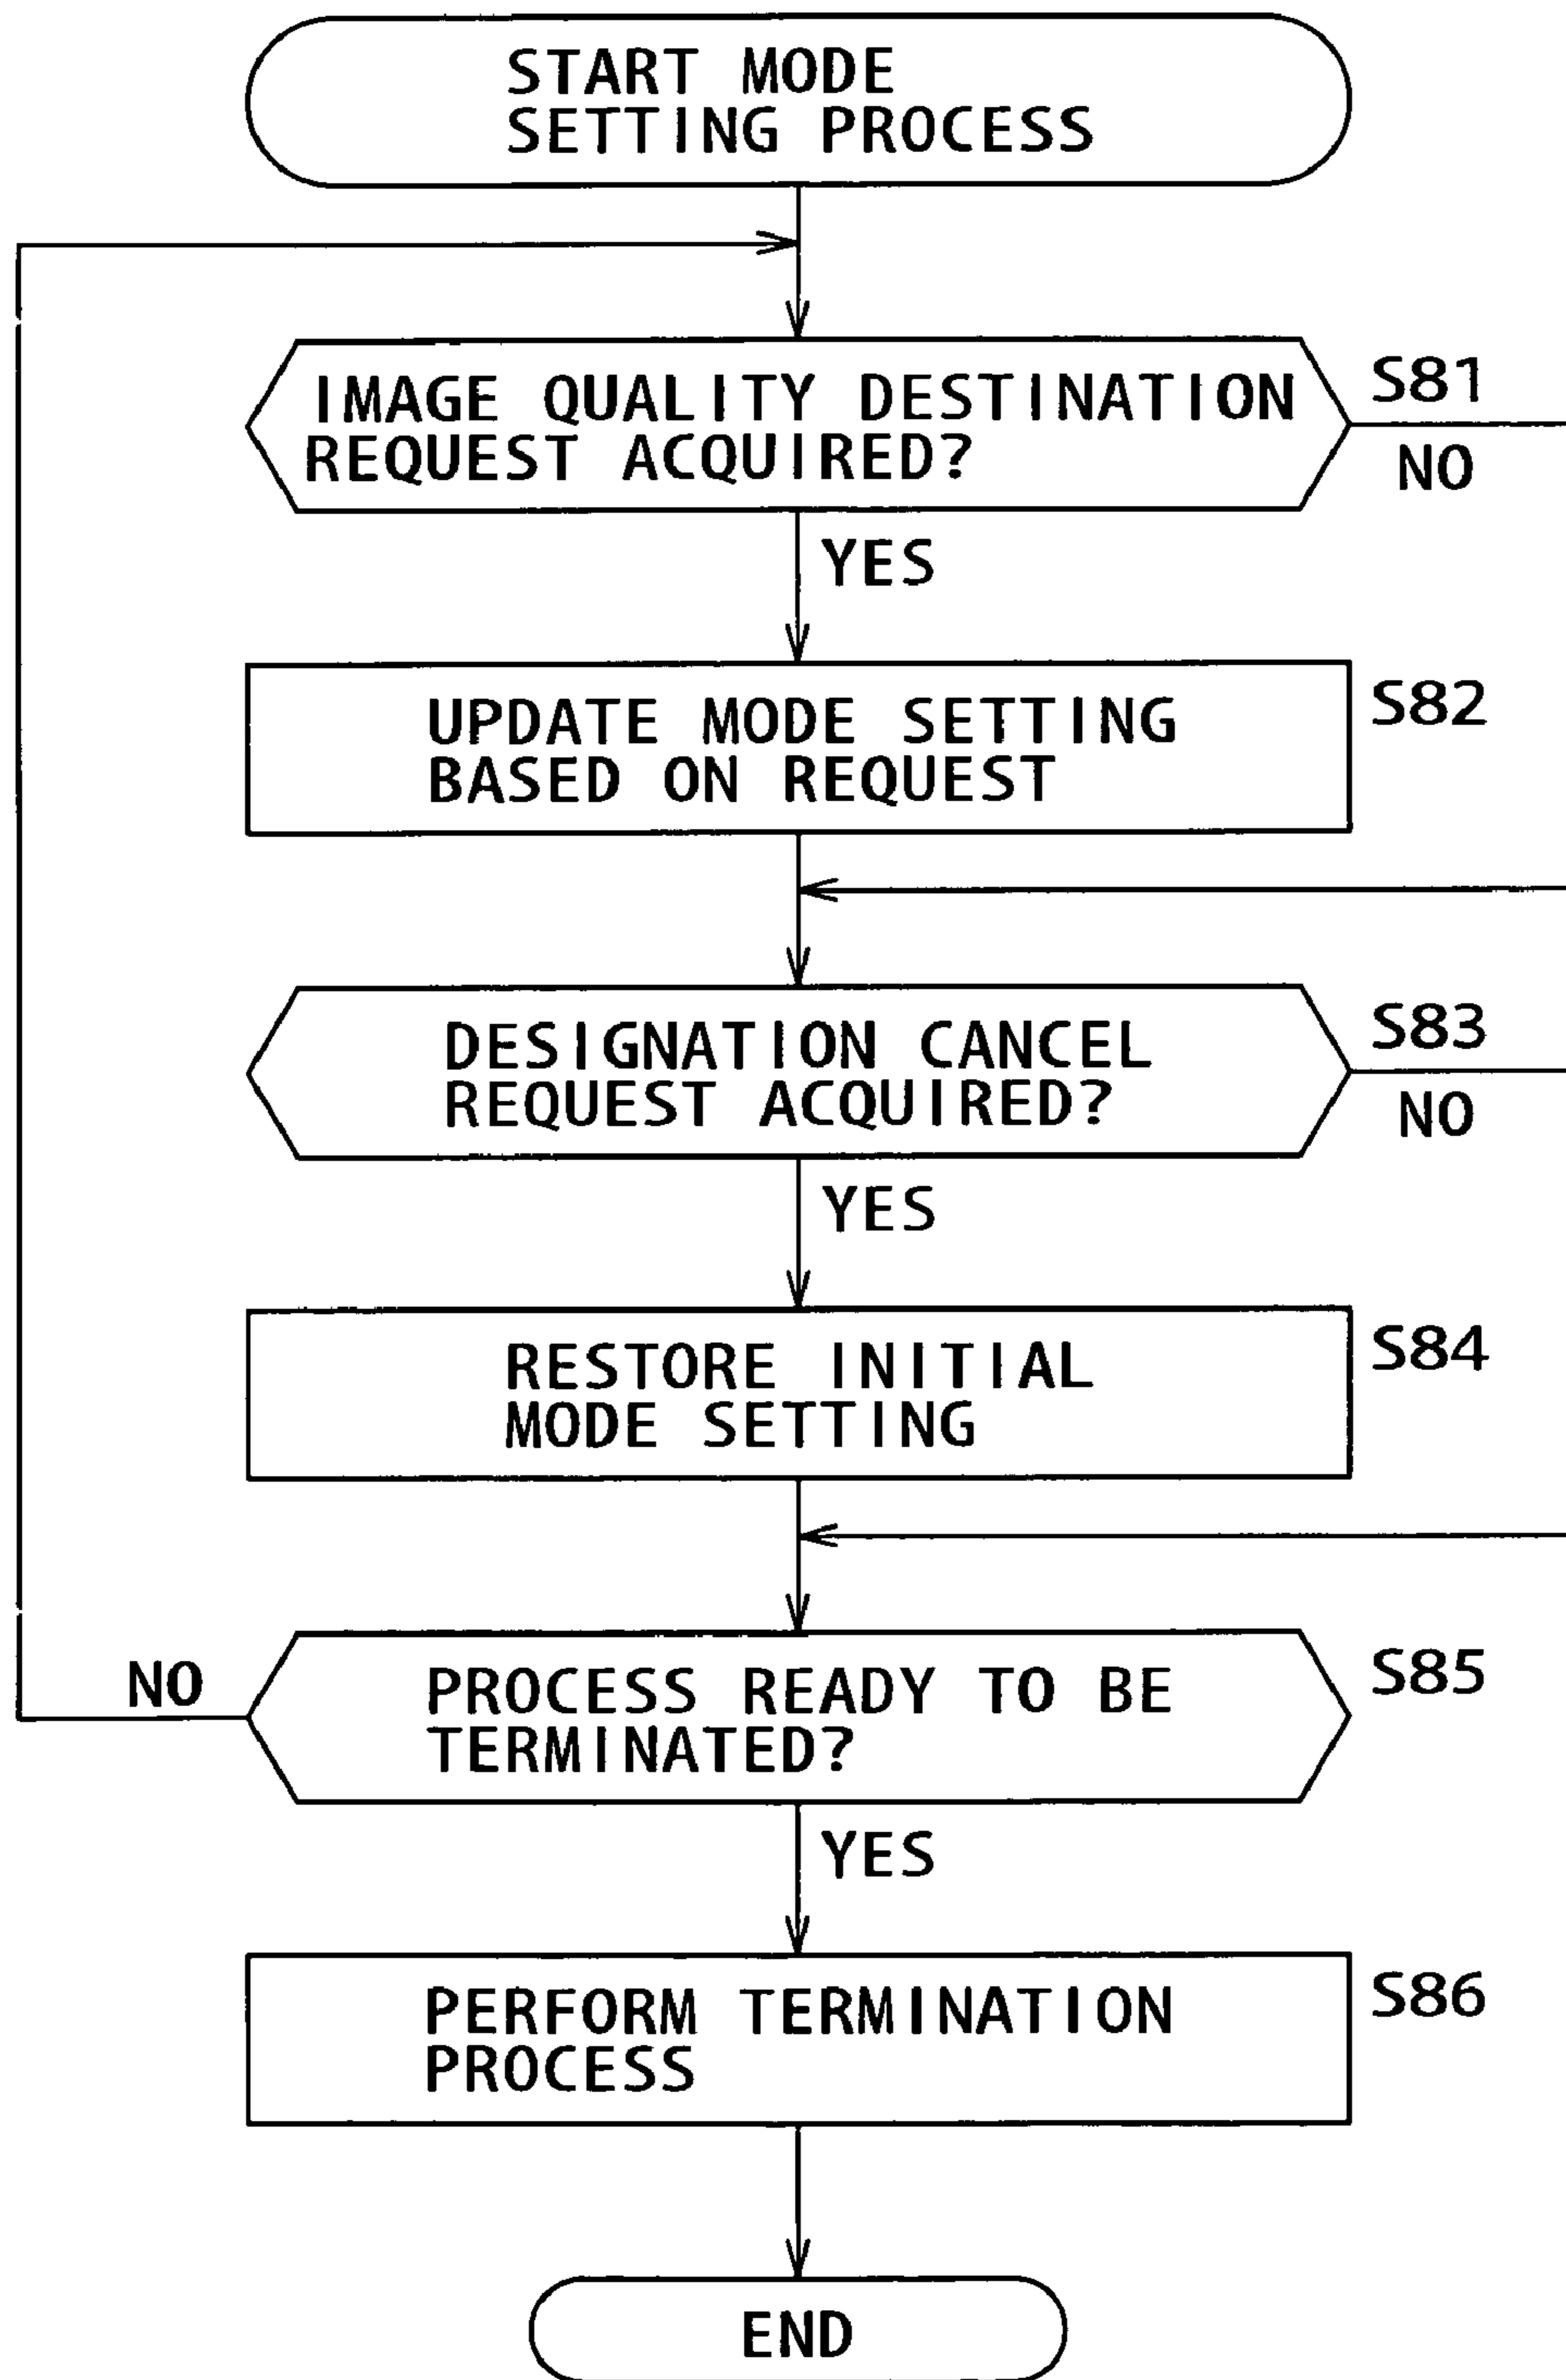 START MODE
SETTING PROCESS
IMAGE QUALITY DESTINATION
REQUEST ACQUIRED?
S81
NO
YES
UPDATE MODE SETTING
BASED ON REQUEST
S82
DESIGNATION CANCEL
REQUEST ACQUIRED?
S83
NO
YES
RESTORE INITIAL
MODE SETTING
S84
NO
PROCESS READY TO BE
TERMINATED?
S85
YES
PERFORM TERMINATION
PROCESS
S86
END